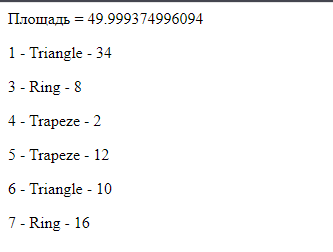 Площадь = 49.999374996094
1 - Triangle - 34
3 - Ring - 8
4 - Trapeze - 2
5 - Trapeze - 12
6 - Triangle - 10
7 - Ring - 16